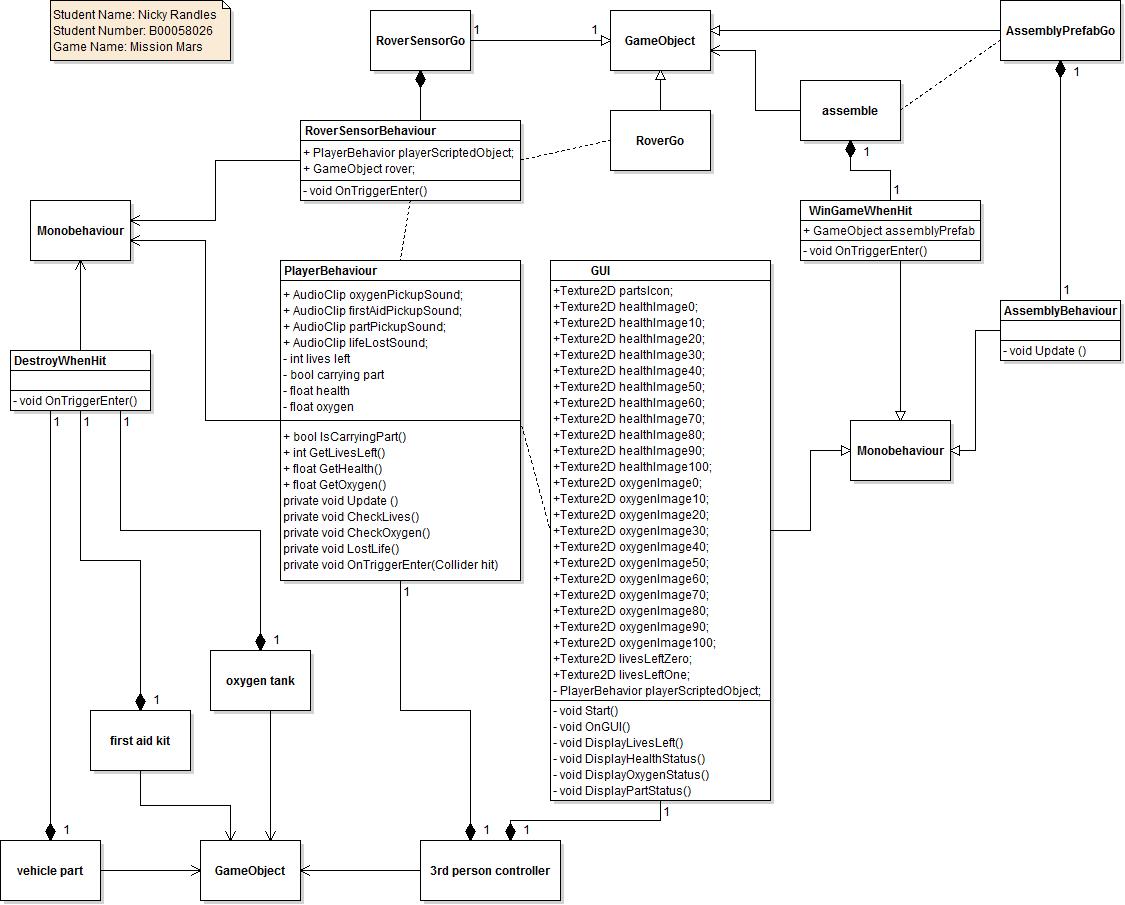 Student Name: Nicky Randles
Student Number: B00058026
Game Name: Mission Mars
RoverSensorGo
1
1
GameObject
AssemblyPrefabGo
1
assemble
1
RoverGo
RoverSensorBehaviour
+ PlayerBehavior playerScriptedObject;
+ GameObject rover;
- void OnTriggerEnter()
1
WinGameWhenHit
+ GameObject assemblyPrefab
- void OnTriggerEnter()
Monobehaviour
PlayerBehaviour
+ AudioClip oxygenPickupSound;
+ AudioClip firstAidPickupSound;
+ AudioClip partPickupSound;
+ AudioClip lifeLostSound;
- int lives left
- bool carrying part
- float health
- float oxygen
+ bool IsCarryingPart()
+ int GetLivesLeft()
+ float GetHealth()
+ float GetOxygen()
private void Update ()
private void CheckLives()
private void CheckOxygen()
private void LostLife()
private void OnTriggerEnter(Collider hit)
1
GUI
+Texture2D partsIcon;
+Texture2D healthImage0;
+Texture2D healthImage10;
+Texture2D healthImage20;
+Texture2D healthImage30;
+Texture2D healthImage40;
+Texture2D healthImage50;
+Texture2D healthImage60;
+Texture2D healthImage70;
+Texture2D healthImage80;
+Texture2D healthImage90;
+Texture2D healthImage100;
+Texture2D oxygenImage0;
+Texture2D oxygenImage10;
+Texture2D oxygenImage20;
+Texture2D oxygenImage30;
+Texture2D oxygenImage40;
+Texture2D oxygenImage50;
+Texture2D oxygenImage60;
+Texture2D oxygenImage70;
+Texture2D oxygenImage80;
+Texture2D oxygenImage90;
+Texture2D oxygenImage100;
+Texture2D livesLeftZero;
+Texture2D livesLeftOne;
- PlayerBehavior playerScriptedObject;
- void Start()
- void OnGUI()
- void DisplayLivesLeft()
- void DisplayHealthStatus()
- void DisplayOxygenStatus()
- void DisplayPartStatus()
1
1
AssemblyBehaviour
- void Update ()
Monobehaviour
DestroyWhenHit
- void OnTriggerEnter()
1
1
1
1
oxygen tank
1
first aid kit
1
vehicle part
GameObject
1
1
3rd person controller